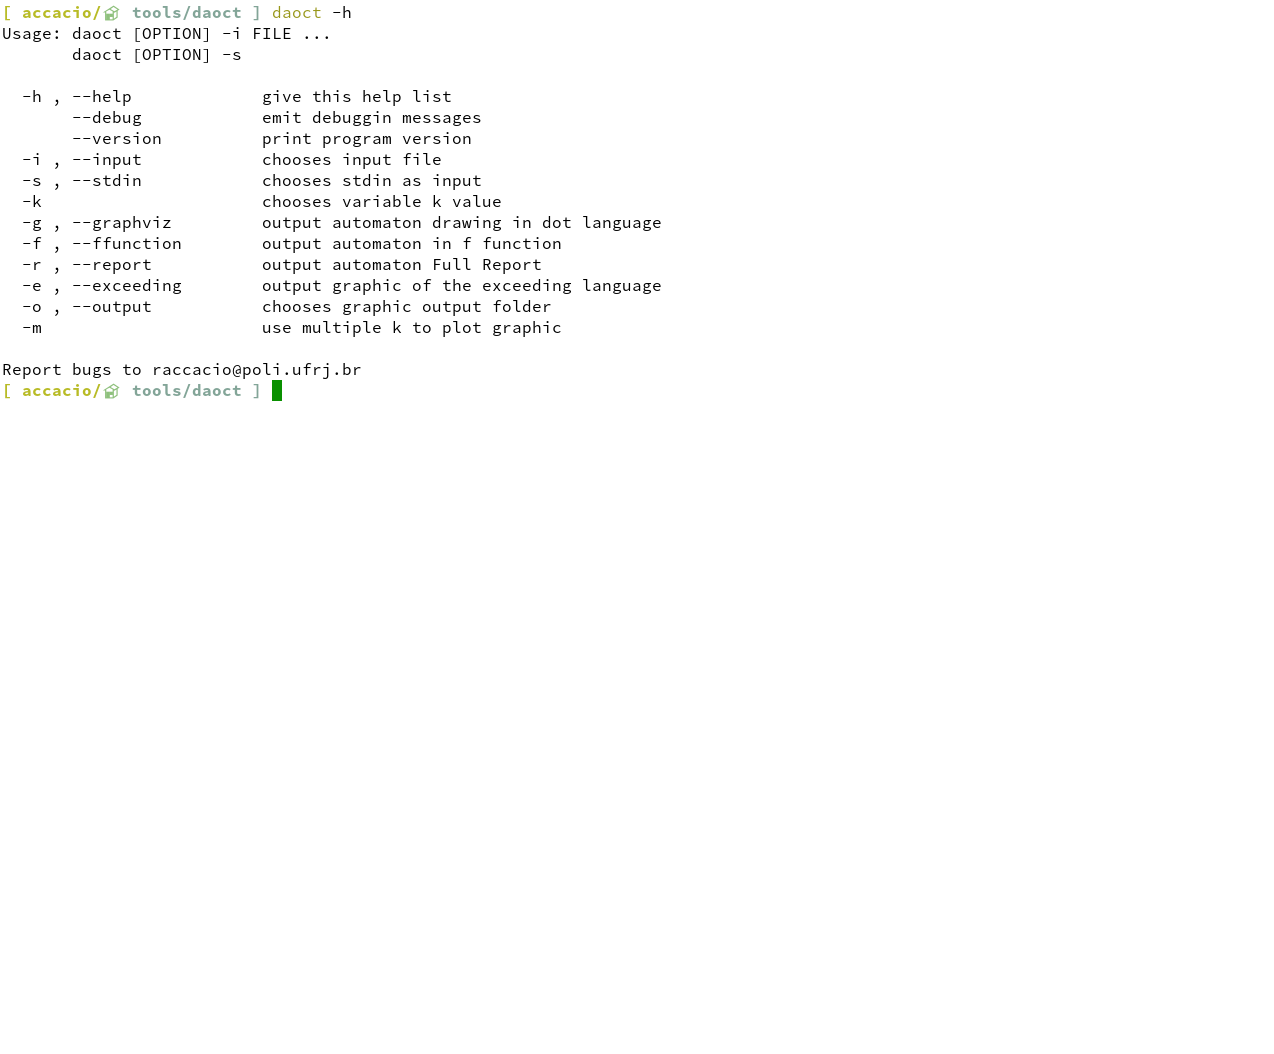 [ accacio/ tools/daoct ] daoct -h
Usage: daoct [OPTION] -i FILE ...
       daoct [OPTION] -s

  -h , --help             give this help list
       --debug            emit debuggin messages
       --version          print program version
  -i , --input            chooses input file
  -s , --stdin            chooses stdin as input
  -k                      chooses variable k value
  -g , --graphviz         output automaton drawing in dot language
  -f , --ffunction        output automaton in f function
  -r , --report           output automaton Full Report
  -e , --exceeding        output graphic of the exceeding language
  -o , --output           chooses graphic output folder
  -m                      use multiple k to plot graphic

Report bugs to raccacio@poli.ufrj.br
[ accacio/ tools/daoct ]